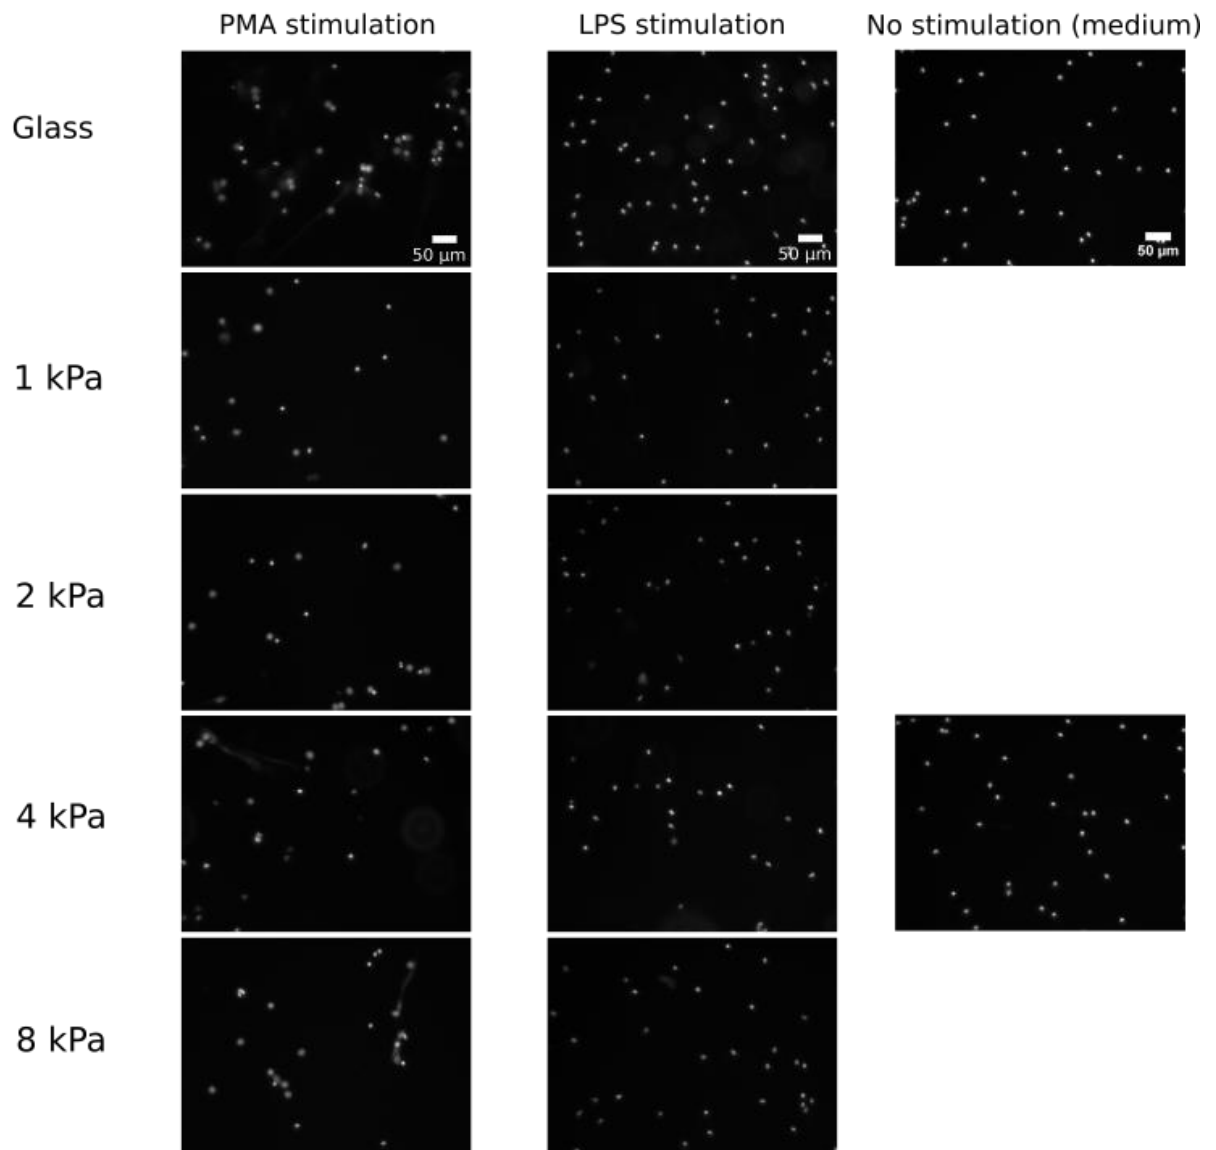 PMA stimulation LPS stimulation No stimulation (medium)
Glass
50 µm 50 µm 50 µm
1 kPa
2 kPa
4 kPa
8 kPa